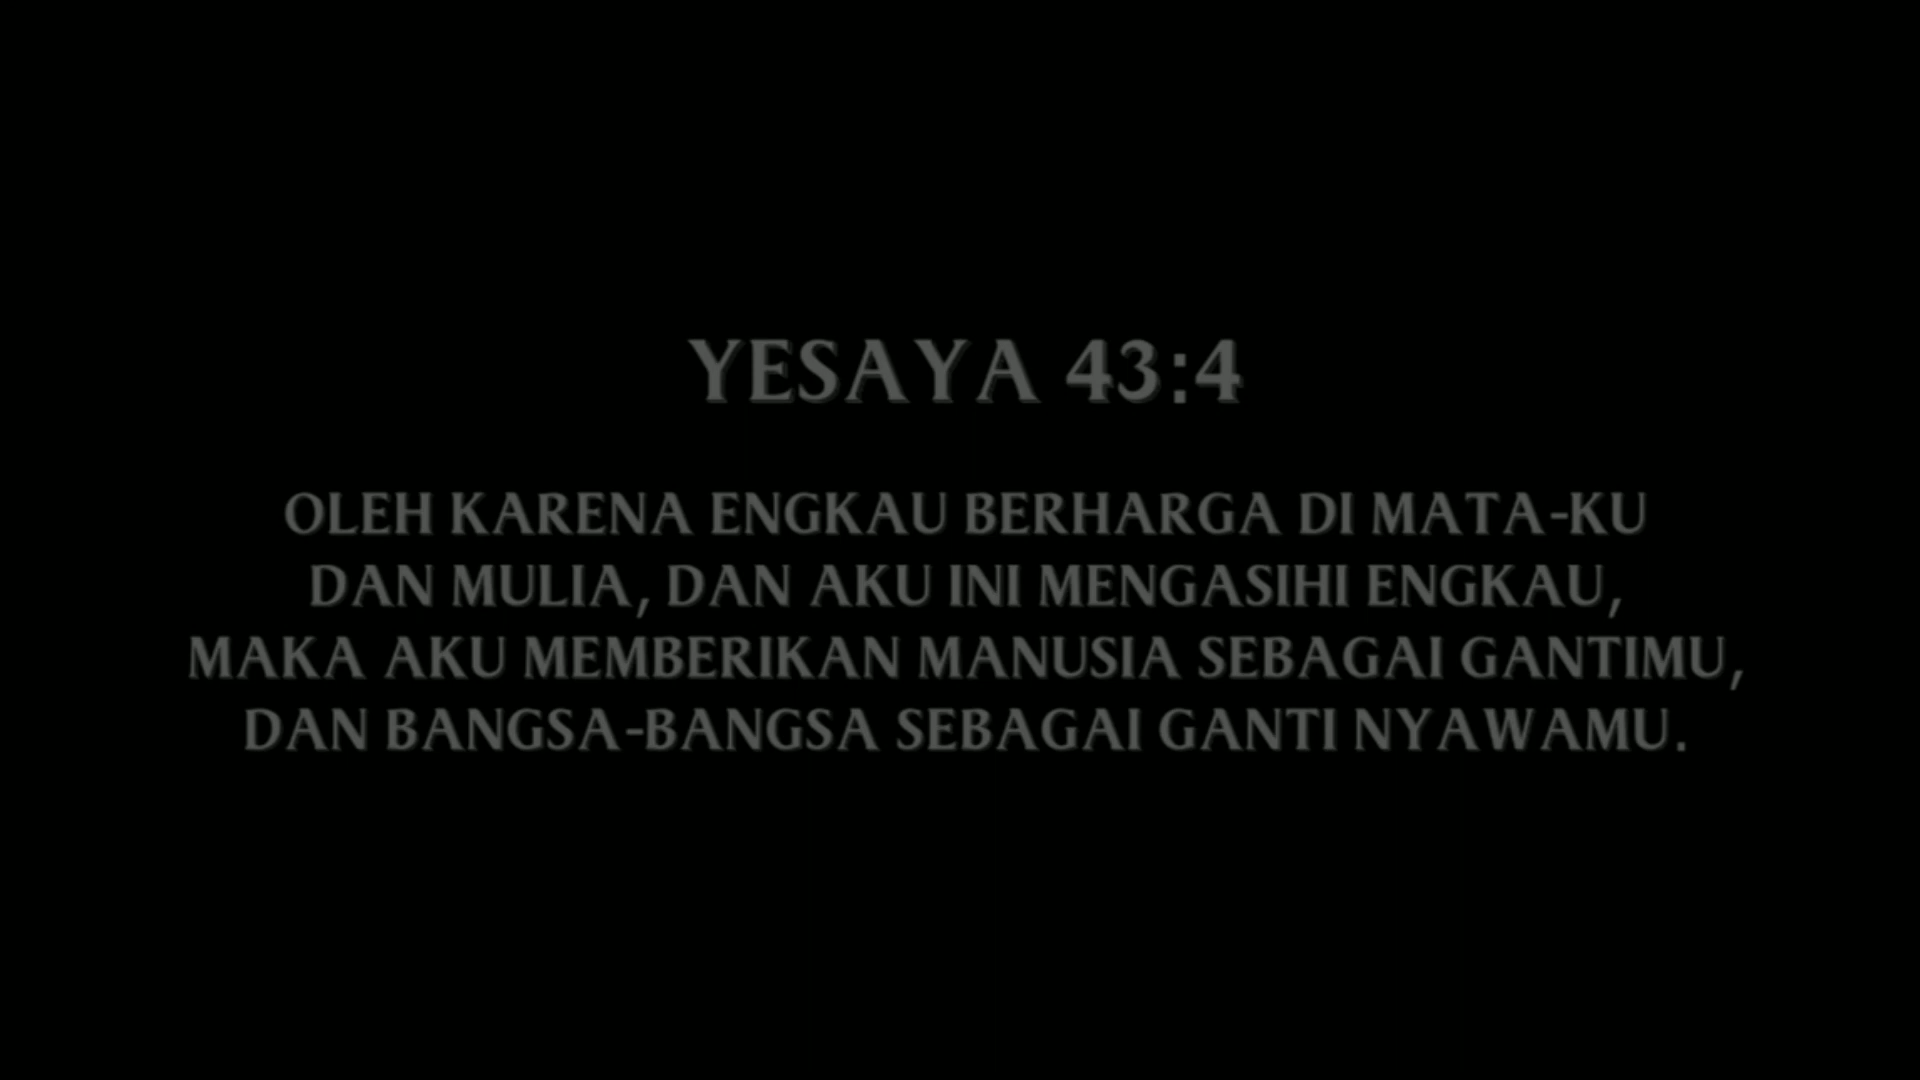 YESAYA 43:4
OLEH KARENA ENGKAU BERHARGA DI MATA-KU
DAN MULIA, DAN AKU INI MENGASIHI ENGKAU,
MAKA AKU MEMBERIKAN MANUSIA SEBAGAI GANTIMU,
DAN BANGSA-BANGSA SEBAGAI GANTI NYAWAMU.